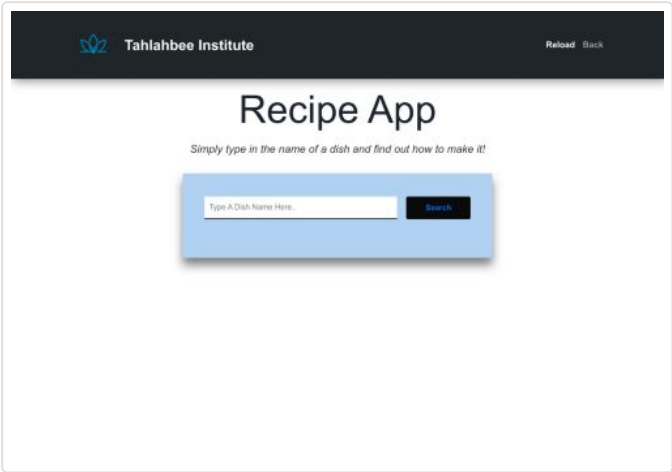 Tahlahbee Institute
Reload Back
Recipe App
Simply type in the name of a dish and find out how to make it!
Type A Dish Name Here..
Search